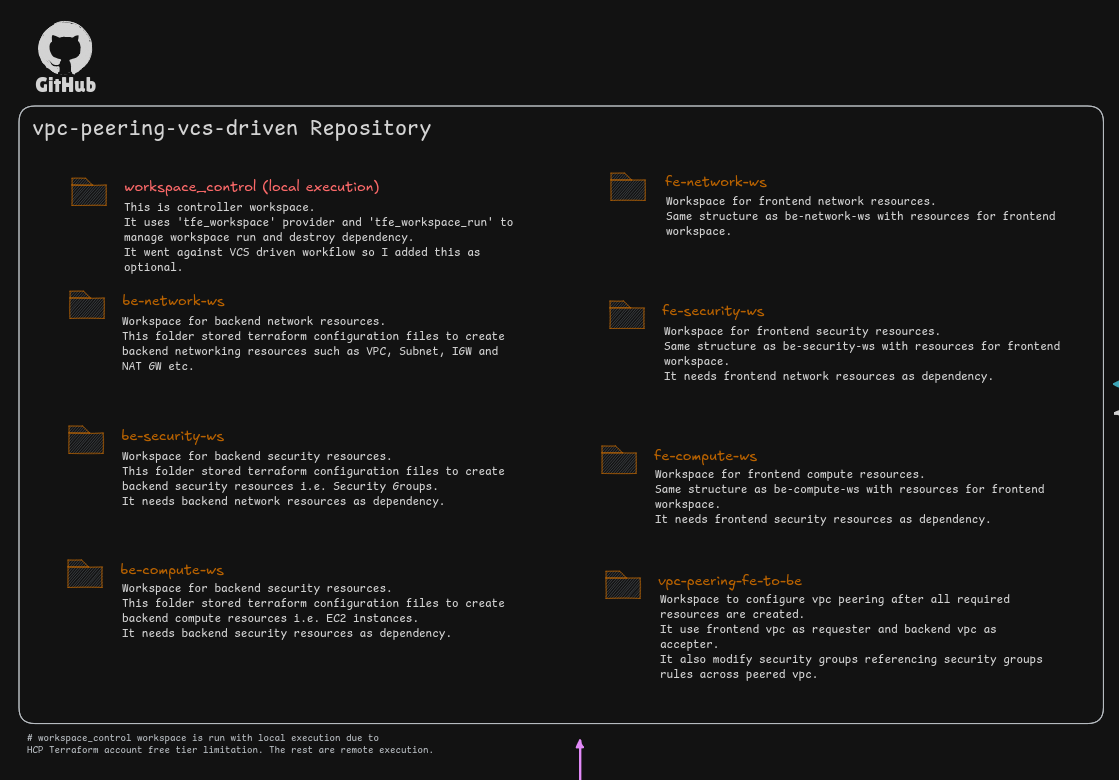 GitHub
vpc-peering-vcs-driven Repository
workspace_control (local execution)
This is controller workspace.
It uses 'tfe_workspace' provider and 'tfe_workspace_run' to
manage workspace run and destroy dependency.
It went against VCS driven workflow so I added this as
optional.
be-network-ws
Workspace for backend network resources.
This folder stored terraform configuration files to create
backend networking resources such as VPC, Subnet, IGW and
NAT GW etc.
be-security-ws
Workspace for backend security resources.
This folder stored terraform configuration files to create
backend security resources i.e. Security Groups.
It needs backend network resources as dependency.
be-compute-ws
Workspace for backend security resources.
This folder stored terraform configuration files to create
backend compute resources i.e. EC2 instances.
It needs backend security resources as dependency.
fe-network-ws
Workspace for frontend network resources.
Same structure as be-network-ws with resources for frontend
workspace.
fe-security-ws
Workspace for frontend security resources.
Same structure as be-security-ws with resources for frontend
workspace.
It needs frontend network resources as dependency.
fe-compute-ws
Workspace for frontend compute resources.
Same structure as be-compute-ws with resources for frontend
workspace.
It needs frontend security resources as dependency.
vpc-peering-fe-to-be
Workspace to configure vpc peering after all required
resources are created.
It use frontend vpc as requester and backend vpc as
accepter.
It also modify security groups referencing security groups
rules across peered vpc.
# workspace_control workspace is run with local execution due to
HCP Terraform account free tier limitation. The rest are remote execution.